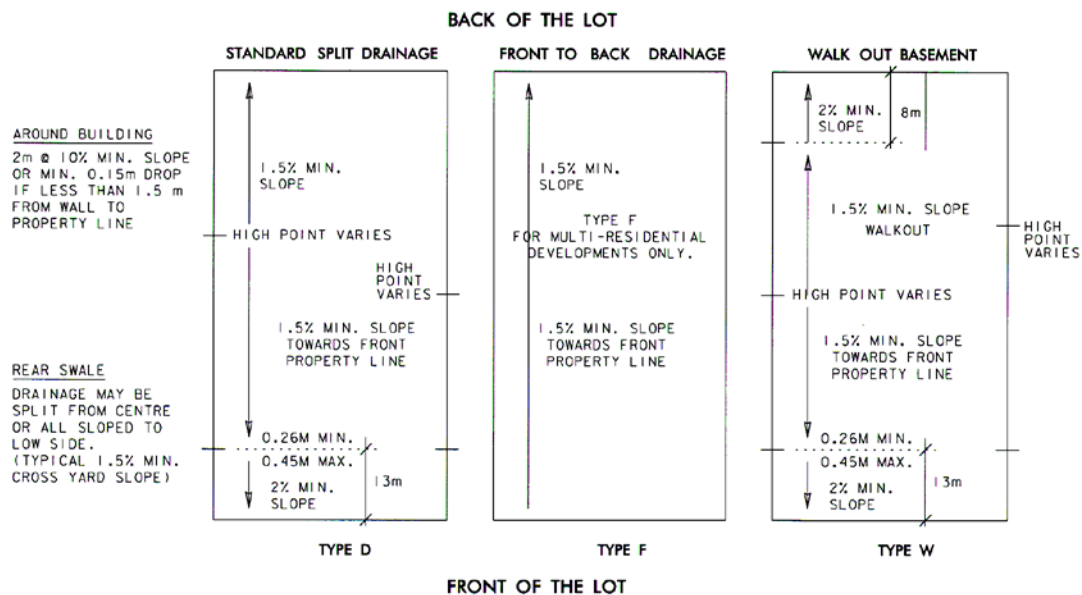 BACK OF THE LOT
STANDARD SPLIT DRAINAGE
FRONT TO BACK DRAINAGE
WALK OUT BASEMENT
AROUND BUILDING
2m @ 10% MIN. SLOPE
OR MIN. 0.15m DROP
IF LESS THAN 1.5 m
FROM WALL TO
PROPERTY LINE
REAR SWALE
DRAINAGE MAY BE
SPLIT FROM CENTRE
OR ALL SLOPED TO
LOW SIDE.
(TYPICAL 1.5% MIN.
CROSS YARD SLOPE)
1.5% MIN.
SLOPE
HIGH POINT VARIES
HIGH
POINT
VARIES
1.5% MIN. SLOPE
TOWARDS FRONT
PROPERTY LINE
0.26M MIN.
0.45M MAX.
2% MIN.
SLOPE
13m
TYPE D
1.5% MIN.
SLOPE
TYPE F
FOR MULTI-RESIDENTIAL
DEVELOPMENTS ONLY.
1.5% MIN. SLOPE
TOWARDS FRONT
PROPERTY LINE
TYPE F
2% MIN.
SLOPE
8m
1.5% MIN. SLOPE
WALKOUT
HIGH
POINT
VARIES
HIGH POINT VARIES
1.5% MIN. SLOPE
TOWARDS FRONT
PROPERTY LINE
0.26M MIN.
0.45M MAX.
2% MIN.
SLOPE
13m
TYPE W
FRONT OF THE LOT